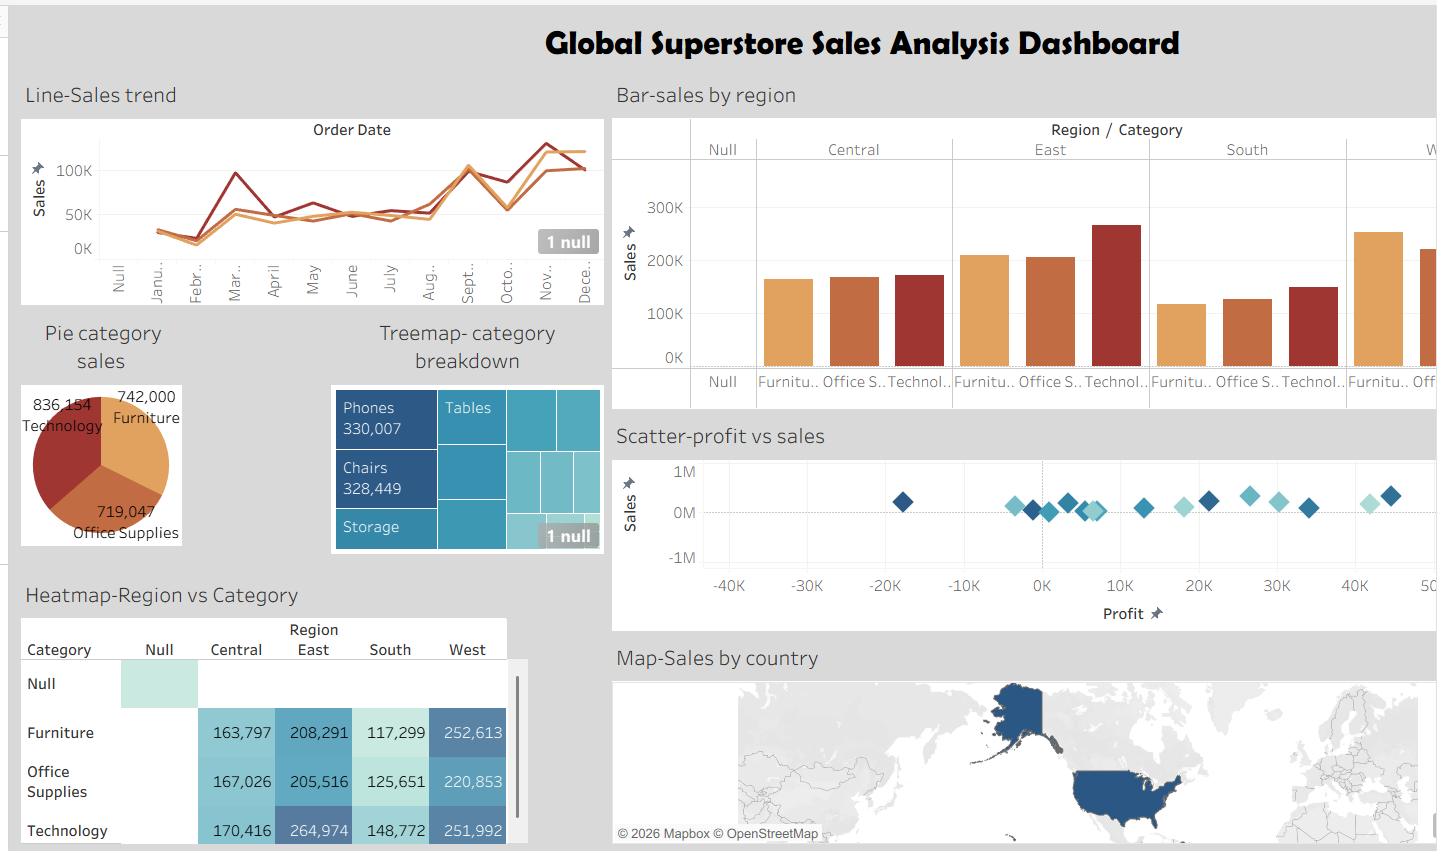 Global Superstore Sales Analysis Dashboard
Line-Sales trend
Order Date
Sales
100K
50K
0K
1 null
Null
Janu..
Febr..
Mar..
April
May
June
July
Aug..
Sept..
Octo..
Nov..
Dece..
Bar-sales by region
Region / Category
Null
Central
East
South
W
Sales
300K
200K
100K
0K
Null
Furnitu..
Office S..
Technol..
Furnitu..
Office S..
Technol..
Furnitu..
Office S..
Technol..
Furnitu..
Off
Pie category
sales
836,154
Technology
742,000
Furniture
719,047
Office Supplies
Treemap- category
breakdown
Phones
330,007
Chairs
328,449
Storage
Tables
1 null
Scatter-profit vs sales
Sales
1M
0M
-1M
-40K
-30K
-20K
-10K
0K
10K
20K
30K
40K
50
Profit
Heatmap-Region vs Category
Region
Category Null Central East South West
Null
Furniture 163,797 208,291 117,299 252,613
Office
Supplies 167,026 205,516 125,651 220,853
Technology 170,416 264,974 148,772 251,992
Map-Sales by country
© 2026 Mapbox © OpenStreetMap